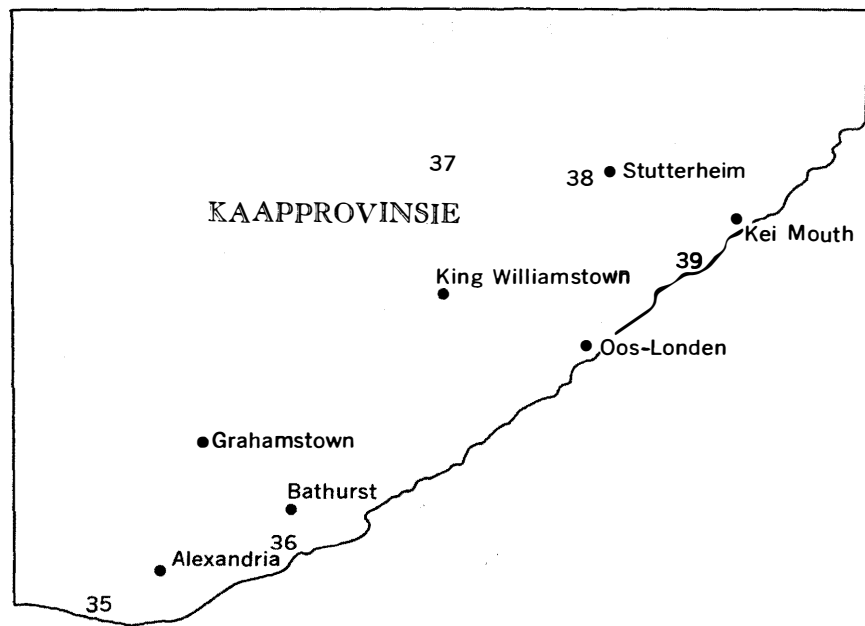 37
38 Stutterheim
KAAPPROVINSIE
Kei Mouth
39
King Williamstown
Oos-Londen
Grahamstown
Bathurst
36
Alexandria
35